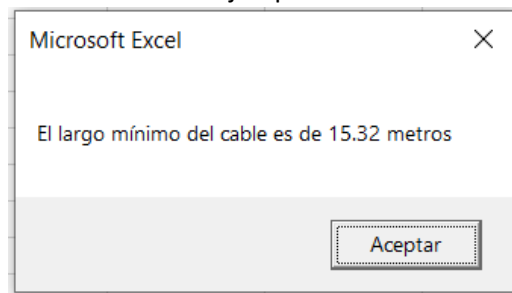 Microsoft Excel
El largo mínimo del cable es de 15.32 metros
Aceptar